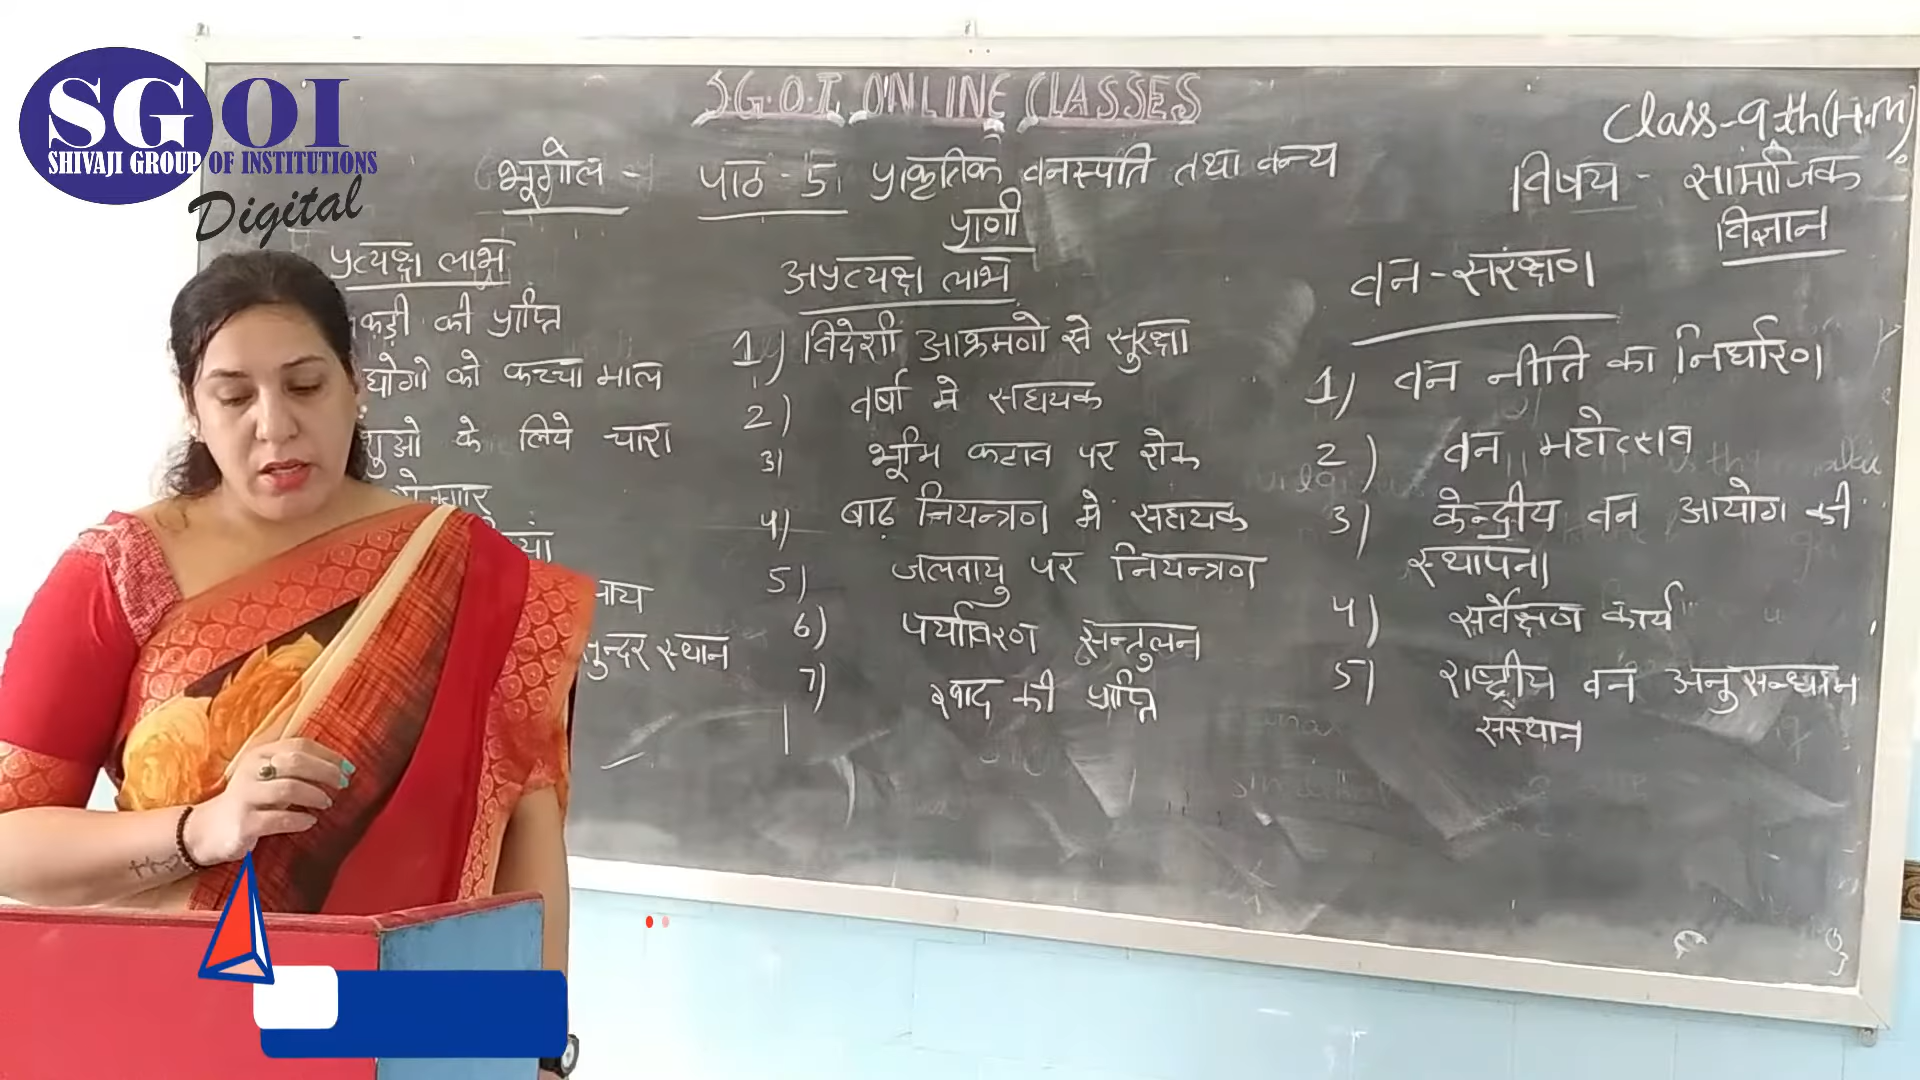 SGOI
SHIVAJI GROUP OF INSTITUTIONS
Digital
S.G.O.I. ONLINE CLASSES
Class-9th(H.M)
विषय - सामाजिक
विज्ञान
भूगोल - पाठ - 5 प्राकृतिक वनस्पति तथा वन्य
प्राणी
प्रत्यक्ष लाभ
कड़ी की प्राप्ति
द्योगो को कच्चा माल
शुओ के लिये चारा
सुन्दर स्थान
अप्रत्यक्ष लाभ
1) विदेशी आक्रमणो से सुरक्षा
2) वर्षा मे सहायक
3) भूमि कटाव पर रोक
4) बाढ़ नियन्त्रण मे सहायक
5) जलवायु पर नियन्त्रण
6) पर्यावरण सन्तुलन
7) खाद की प्राप्ति
वन-संरक्षण
1) वन नीति का निर्धारण
2) वन महोत्सव
3) केन्द्रीय वन आयोग की
स्थापना
4) सर्वेक्षण कार्य
5) राष्ट्रीय वन अनुसन्धान
संस्थान